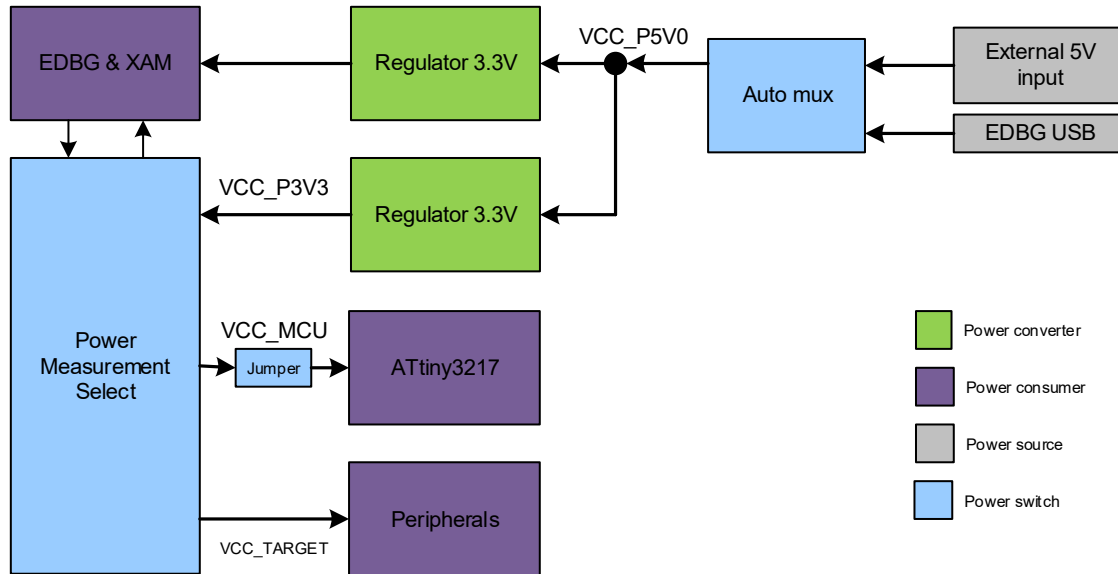 EDBG & XAM
Regulator 3.3V
VCC_P5V0
Auto mux
External 5V
input
EDBG USB
VCC_P3V3
Regulator 3.3V
Power
Measurement
Select
VCC_MCU
Jumper
ATtiny3217
VCC_TARGET
Peripherals
Power converter
Power consumer
Power source
Power switch